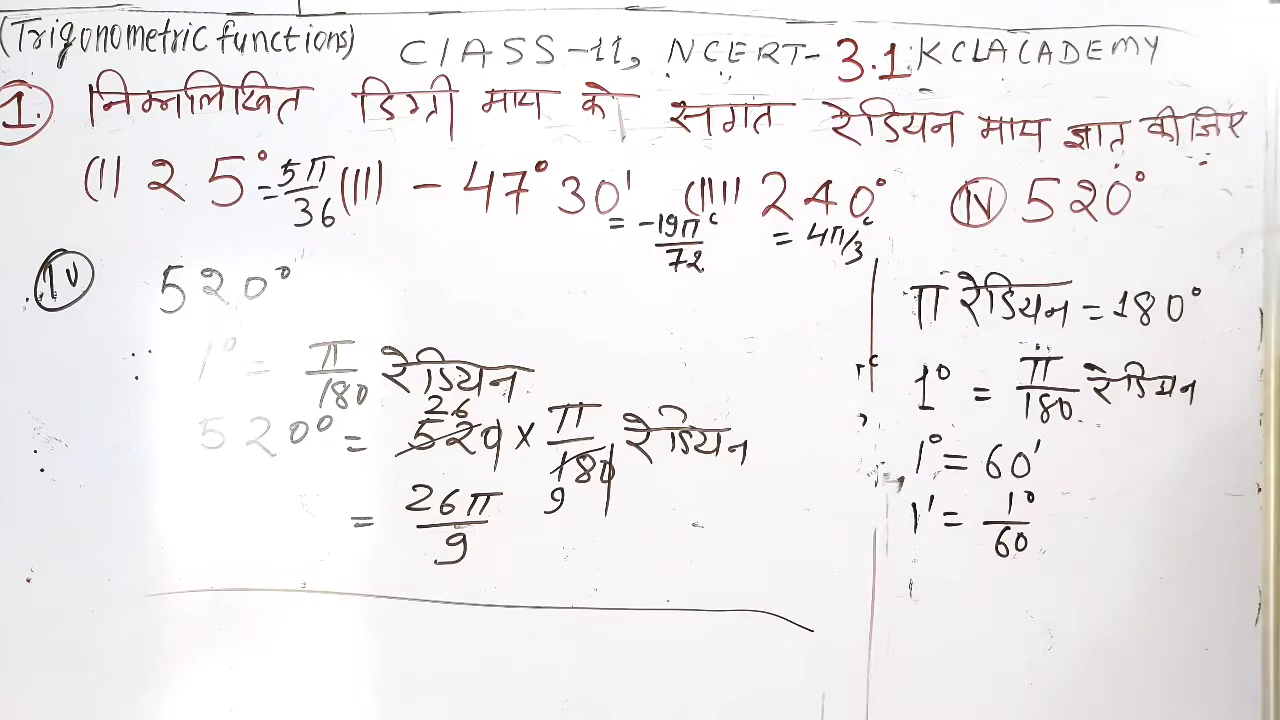 (Trigonometric functions) CLASS-11, NCERT- 3.1 KCLACADEMY
1. निम्नलिखित डिग्री माप को संगत रेडियन माप ज्ञात कीजिए
(I) 25° = 5π/36 (II) - 47° 30' = -19π/72 ᶜ (III) 240° = 4π/3 ᶜ (IV) 520°
(IV) 520°
1° = π/180 रेडियन
520° = 520 × π/180 रेडियन
26
9
= 26π/9
π रेडियन = 180°
1° = π/180 रेडियन
1° = 60'
1' = 1°/60